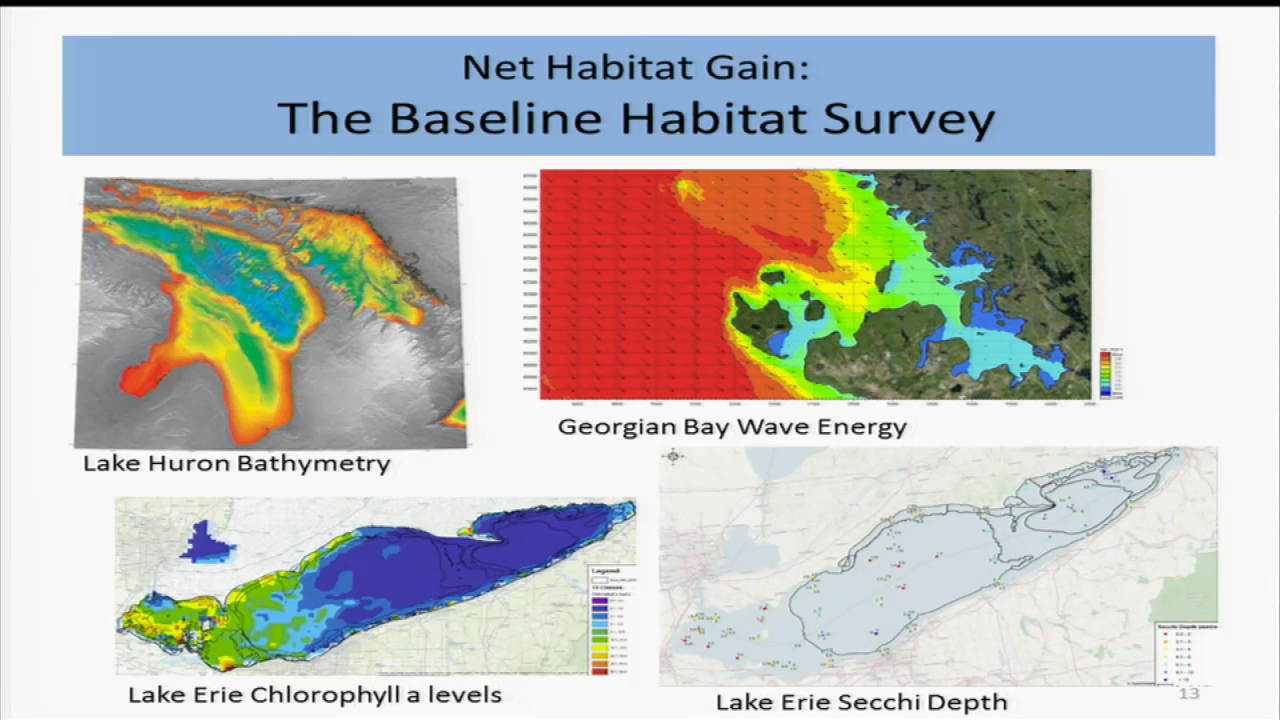 Net Habitat Gain:
The Baseline Habitat Survey
Lake Huron Bathymetry
Georgian Bay Wave Energy
Legend
Lake Erie Chlorophyll a levels
Lake Erie Secchi Depth
13